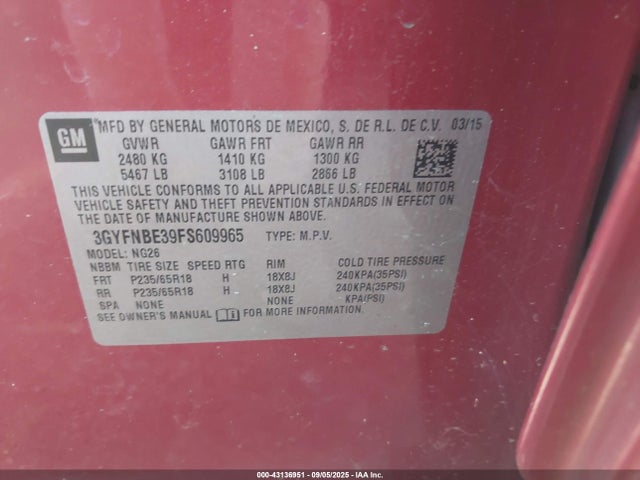 GM
MFD BY GENERAL MOTORS DE MEXICO, S. DE R.L. DE C.V. 03/15
GVWR GAWR FRT GAWR RR
2480 KG 1410 KG 1300 KG
5467 LB 3108 LB 2866 LB
THIS VEHICLE CONFORMS TO ALL APPLICABLE U.S. FEDERAL MOTOR
VEHICLE SAFETY AND THEFT PREVENTION STANDARDS IN EFFECT ON
THE DATE OF MANUFACTURE SHOWN ABOVE.
3GYFNBE39FS609965 TYPE: M.P.V.
MODEL: NG26
NBBM TIRE SIZE SPEED RTG RIM COLD TIRE PRESSURE
FRT P235/65R18 H 18X8J 240KPA(35PSI)
RR P235/65R18 H 18X8J 240KPA(35PSI)
SPA NONE NONE KPA(PSI)
SEE OWNER'S MANUAL FOR MORE INFORMATION.
000-43136951 - 09/05/2025 - IAA Inc.